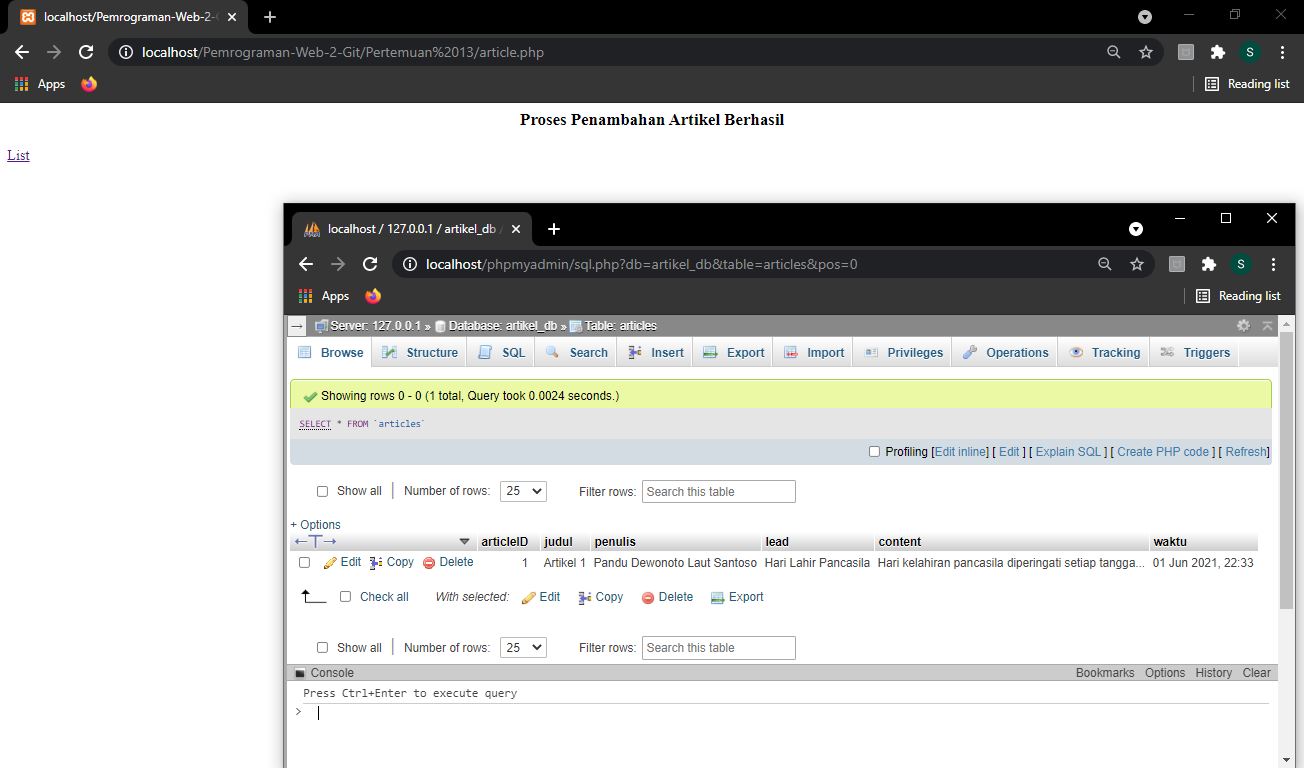 localhost/Pemrograman-Web-2-G
localhost/Pemrograman-Web-2-Git/Pertemuan%2013/article.php
Apps
Reading list
S
Proses Penambahan Artikel Berhasil
List
localhost / 127.0.0.1 / artikel_db /
localhost/phpmyadmin/sql.php?db=artikel_db&table=articles&pos=0
S
Apps
Reading list
Server: 127.0.0.1 » Database: artikel_db » Table: articles
Browse Structure SQL Search Insert Export Import Privileges Operations Tracking Triggers
Showing rows 0 - 0 (1 total, Query took 0.0024 seconds.)
SELECT * FROM `articles`
Profiling [Edit inline] [ Edit ] [ Explain SQL ] [ Create PHP code ] [ Refresh]
Show all | Number of rows: 25 Filter rows: Search this table
+ Options
←T→ articleID judul penulis lead content waktu
Edit Copy Delete 1 Artikel 1 Pandu Dewonoto Laut Santoso Hari Lahir Pancasila Hari kelahiran pancasila diperingati setiap tangga... 01 Jun 2021, 22:33
Check all With selected: Edit Copy Delete Export
Show all | Number of rows: 25 Filter rows: Search this table
Console Bookmarks Options History Clear
Press Ctrl+Enter to execute query
>